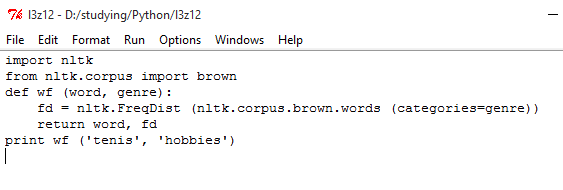 l3z12 - D:/studying/Python/l3z12
File Edit Format Run Options Windows Help
import nltk
from nltk.corpus import brown
def wf (word, genre):
    fd = nltk.FreqDist (nltk.corpus.brown.words (categories=genre))
    return word, fd
print wf ('tenis', 'hobbies')